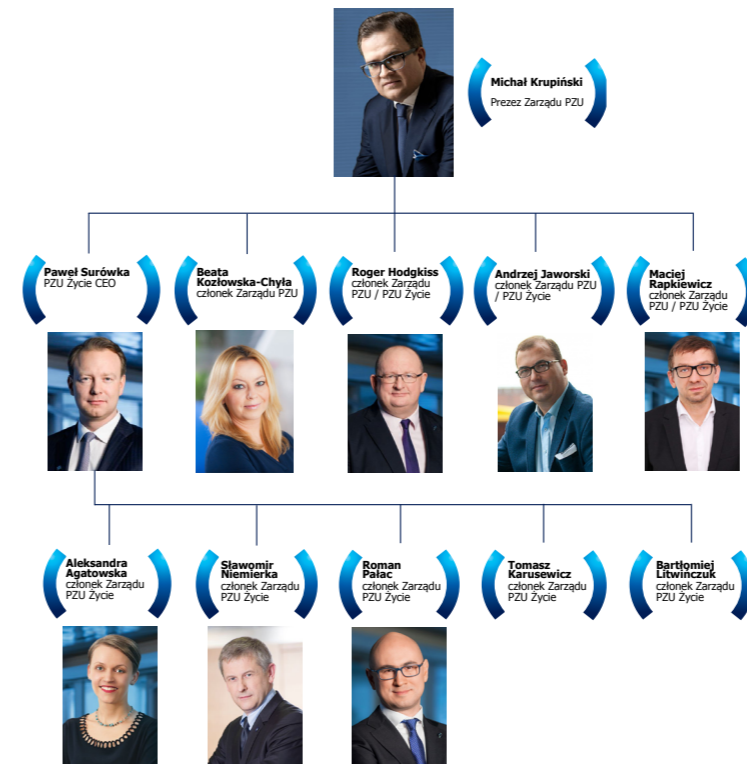 Michał Krupiński
Prezez Zarządu PZU
Paweł Surówka
PZU Życie CEO
Beata
Kozłowska-Chyła
członek Zarządu PZU
Roger Hodgkiss
członek Zarządu
PZU / PZU Życie
Andrzej Jaworski
członek Zarządu PZU
/ PZU Życie
Maciej
Rapkiewicz
członek Zarządu
PZU / PZU Życie
Aleksandra
Agatowska
członek Zarządu
PZU Życie
Sławomir
Niemierka
członek Zarządu
PZU Życie
Roman
Pałac
członek Zarządu
PZU Życie
Tomasz
Karusewicz
członek Zarządu
PZU Życie
Bartłomiej
Litwińczuk
członek Zarządu
PZU Życie